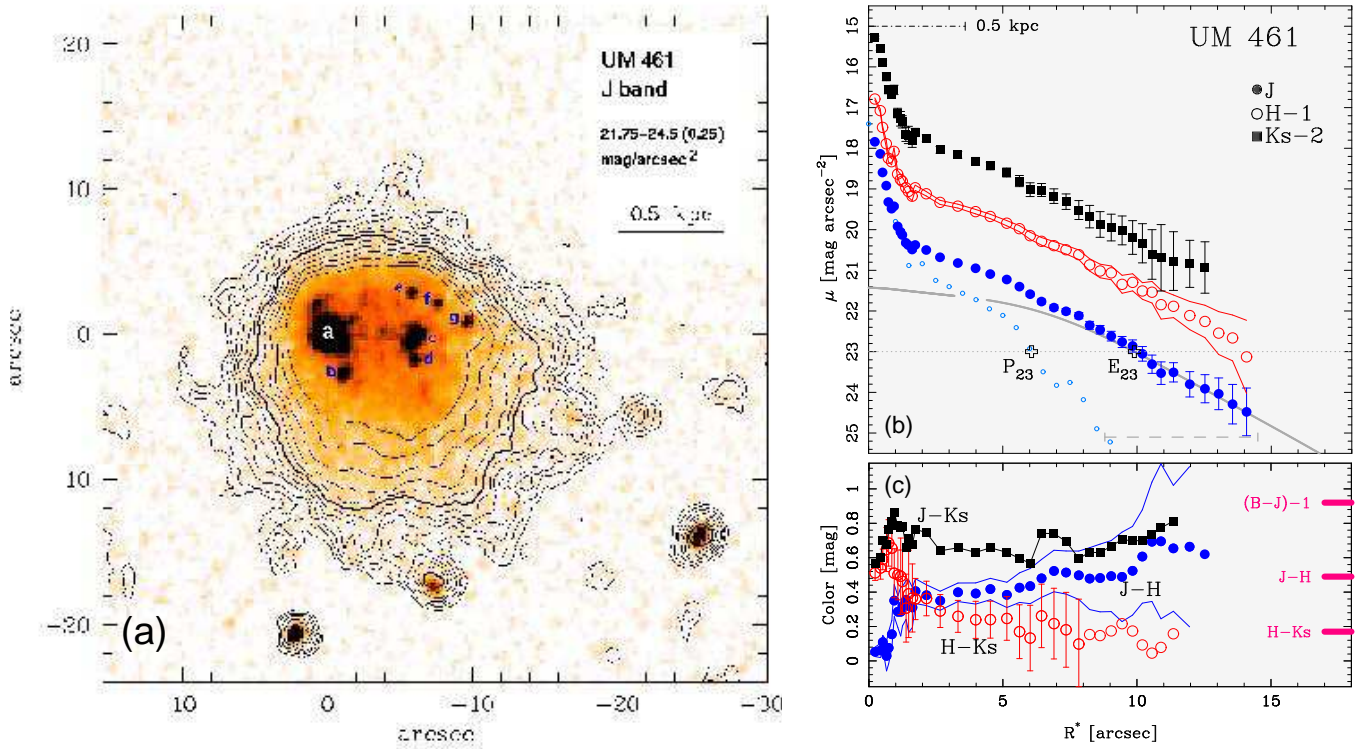 20
10
0
10
-20
10
0
-10
-20
-30
arcsec
arcsec
UM 461
J band
21.75-24.5 (0.25)
mag/arcsec²
0.5 kpc
a
b
c
d
e
f
g
(a)
0.5 kpc
UM 461
J
H-1
Ks-2
15
16
17
18
19
20
21
22
23
24
25
μ [mag arcsec⁻²]
P₂₃
E₂₃
(b)
(c)
1
0.8
0.6
0.4
0.2
0
Color [mag]
J-Ks
J-H
H-Ks
(B-J)-1
J-H
H-Ks
0
5
10
15
R* [arcsec]